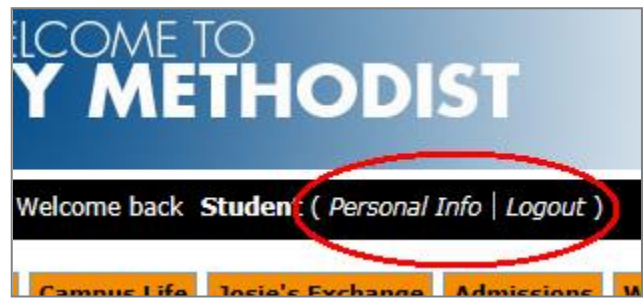 ELCOME TO
Y METHODIST
Welcome back Student ( Personal Info | Logout )
Campus Life Josie's Exchange Admissions W